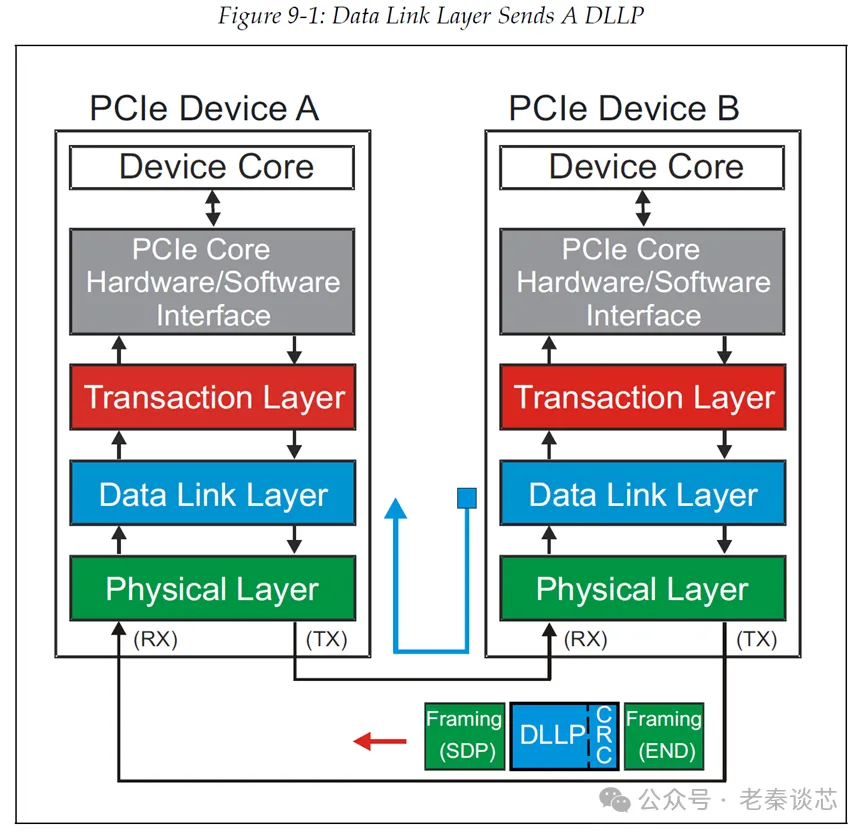 Figure 9-1: Data Link Layer Sends A DLLP
PCIe Device A
Device Core
PCIe Core
Hardware/Software
Interface
Transaction Layer
Data Link Layer
Physical Layer
(RX)
(TX)
PCIe Device B
Device Core
PCIe Core
Hardware/Software
Interface
Transaction Layer
Data Link Layer
Physical Layer
(RX)
(TX)
Framing
(SDP)
DLLP
CRC
Framing
(END)
公众号 · 老秦谈芯